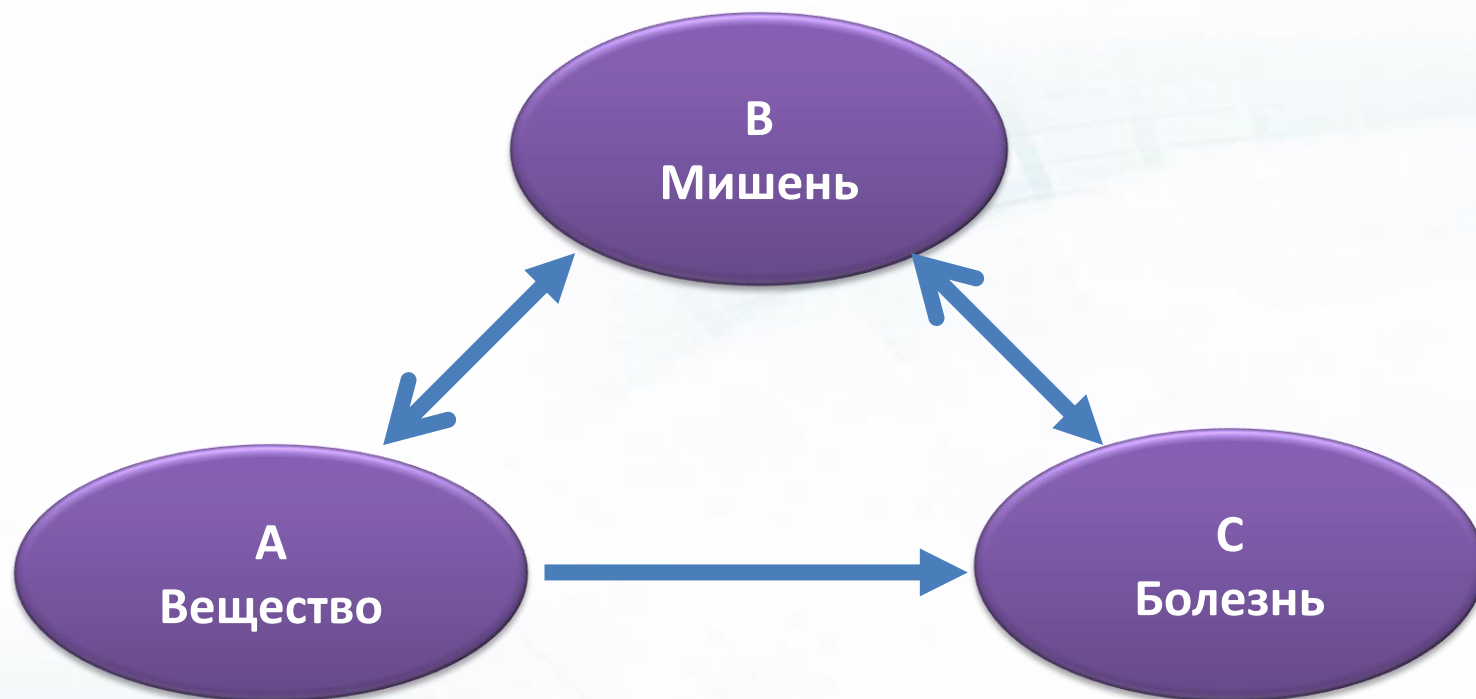 В
Мишень
А
Вещество
С
Болезнь